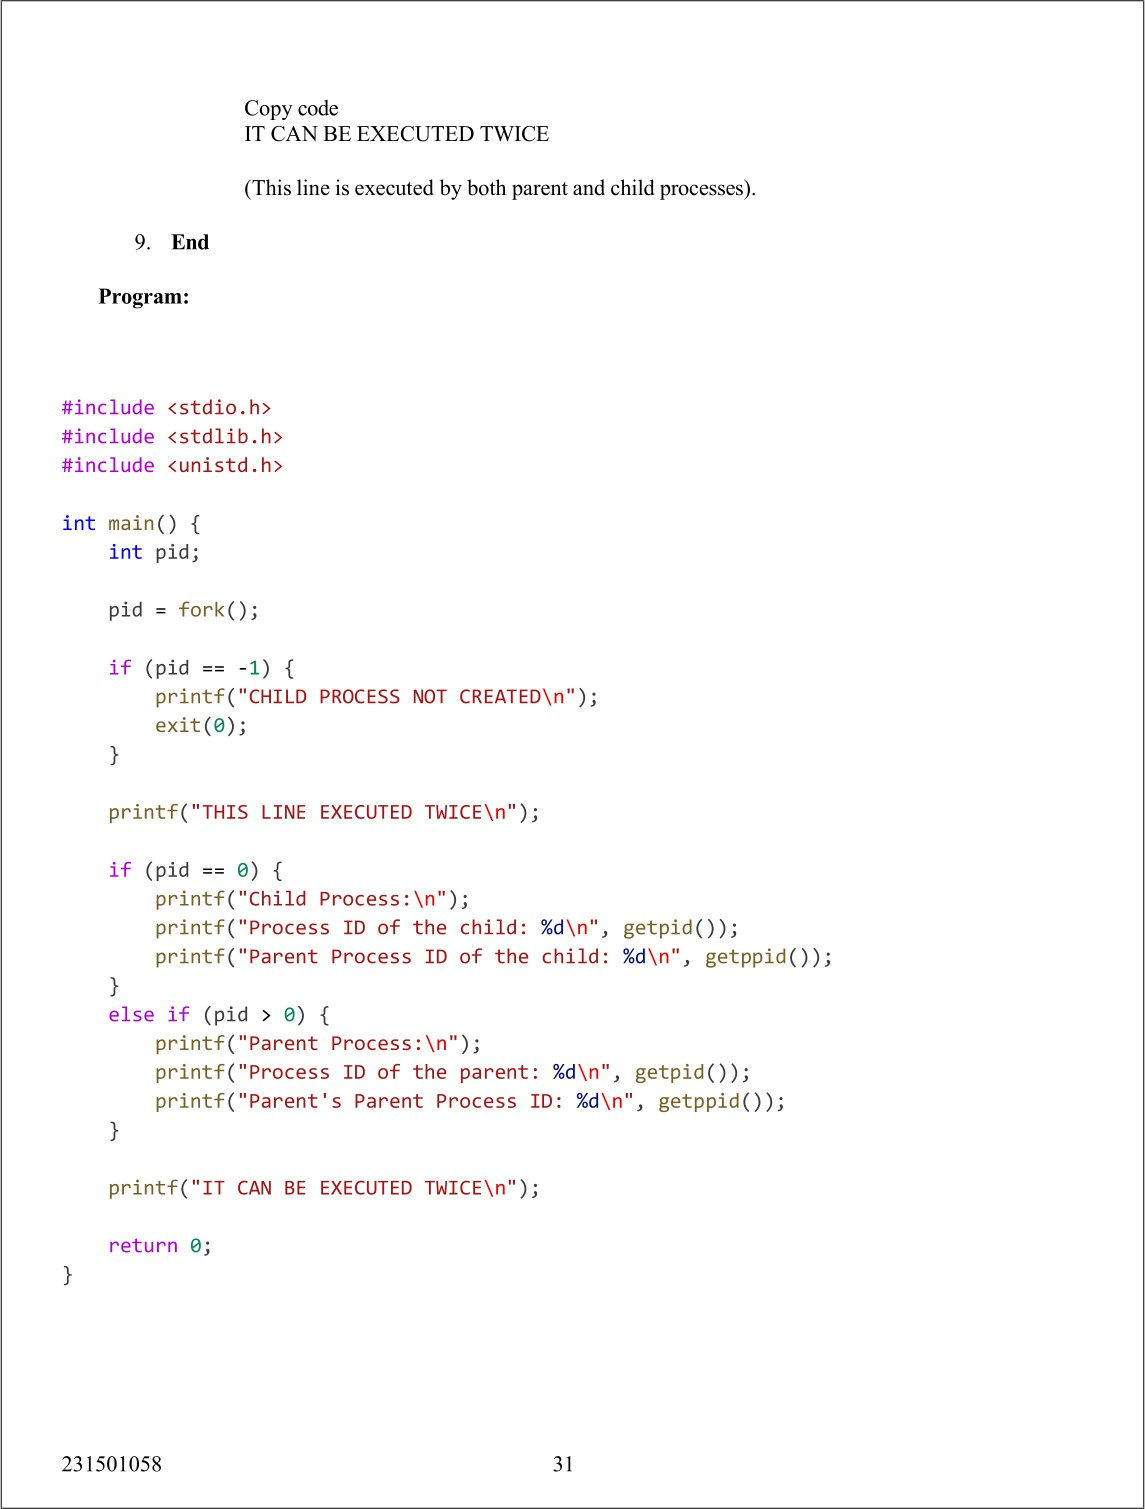 Copy code
IT CAN BE EXECUTED TWICE
(This line is executed by both parent and child processes).
9. End
Program:
#include <stdio.h>
#include <stdlib.h>
#include <unistd.h>
int main() {
    int pid;
    pid = fork();
    if (pid == -1) {
        printf("CHILD PROCESS NOT CREATED\n");
        exit(0);
    }
    printf("THIS LINE EXECUTED TWICE\n");
    if (pid == 0) {
        printf("Child Process:\n");
        printf("Process ID of the child: %d\n", getpid());
        printf("Parent Process ID of the child: %d\n", getppid());
    }
    else if (pid > 0) {
        printf("Parent Process:\n");
        printf("Process ID of the parent: %d\n", getpid());
        printf("Parent's Parent Process ID: %d\n", getppid());
    }
    printf("IT CAN BE EXECUTED TWICE\n");
    return 0;
}
231501058 31